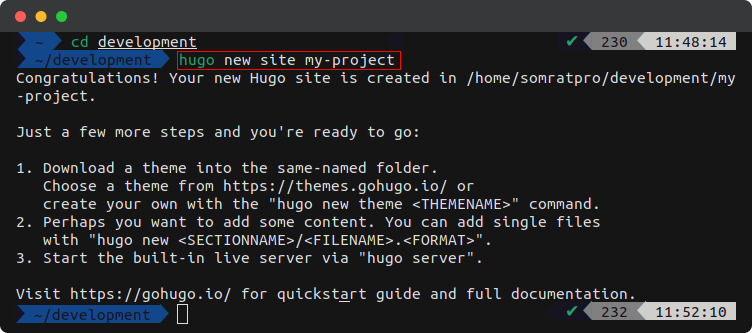 ~ cd development ✔ 230 11:48:14
~/development hugo new site my-project
Congratulations! Your new Hugo site is created in /home/somratpro/development/my
-project.
Just a few more steps and you're ready to go:
1. Download a theme into the same-named folder.
Choose a theme from https://themes.gohugo.io/ or
create your own with the "hugo new theme <THEMENAME>" command.
2. Perhaps you want to add some content. You can add single files
with "hugo new <SECTIONNAME>/<FILENAME>.<FORMAT>".
3. Start the built-in live server via "hugo server".
Visit https://gohugo.io/ for quickstart guide and full documentation.
~/development ✔ 232 11:52:10